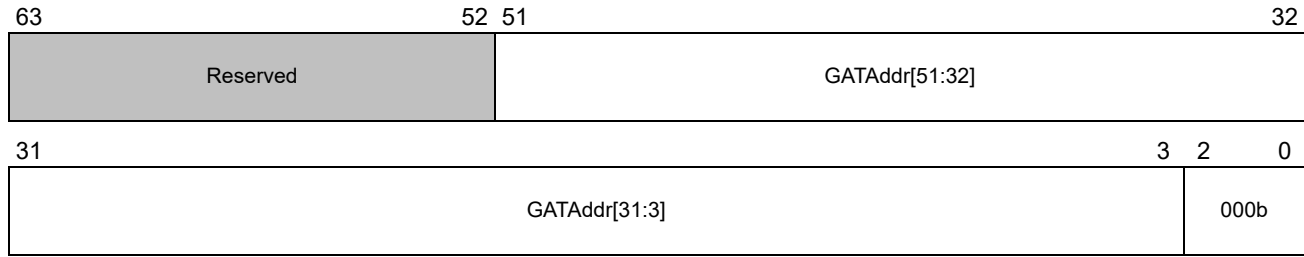 63 52 51 32
Reserved GATAddr[51:32]
31 3 2 0
GATAddr[31:3] 000b